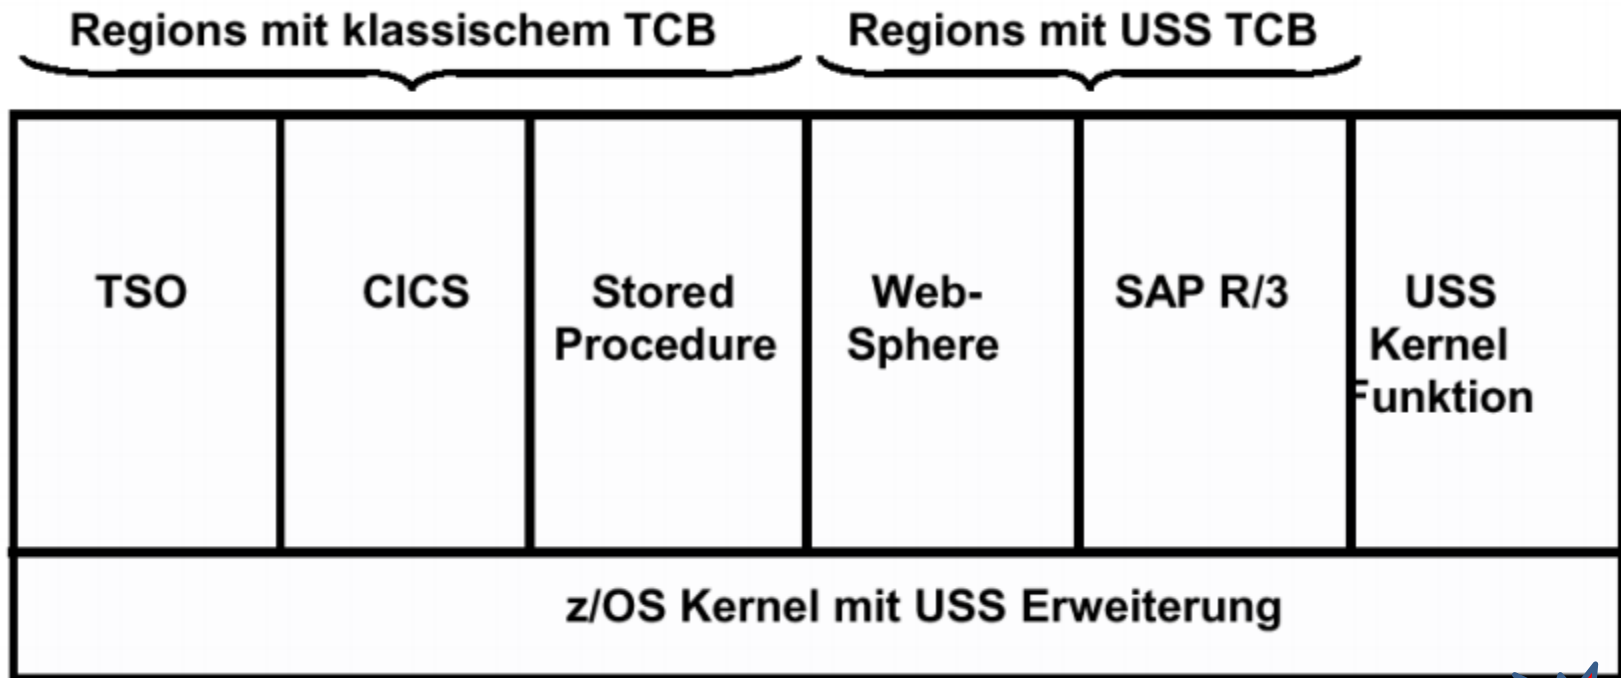 Regions mit klassischem TCB
Regions mit USS TCB
TSO
CICS
Stored
Procedure
Web-
Sphere
SAP R/3
USS
Kernel
Funktion
z/OS Kernel mit USS Erweiterung